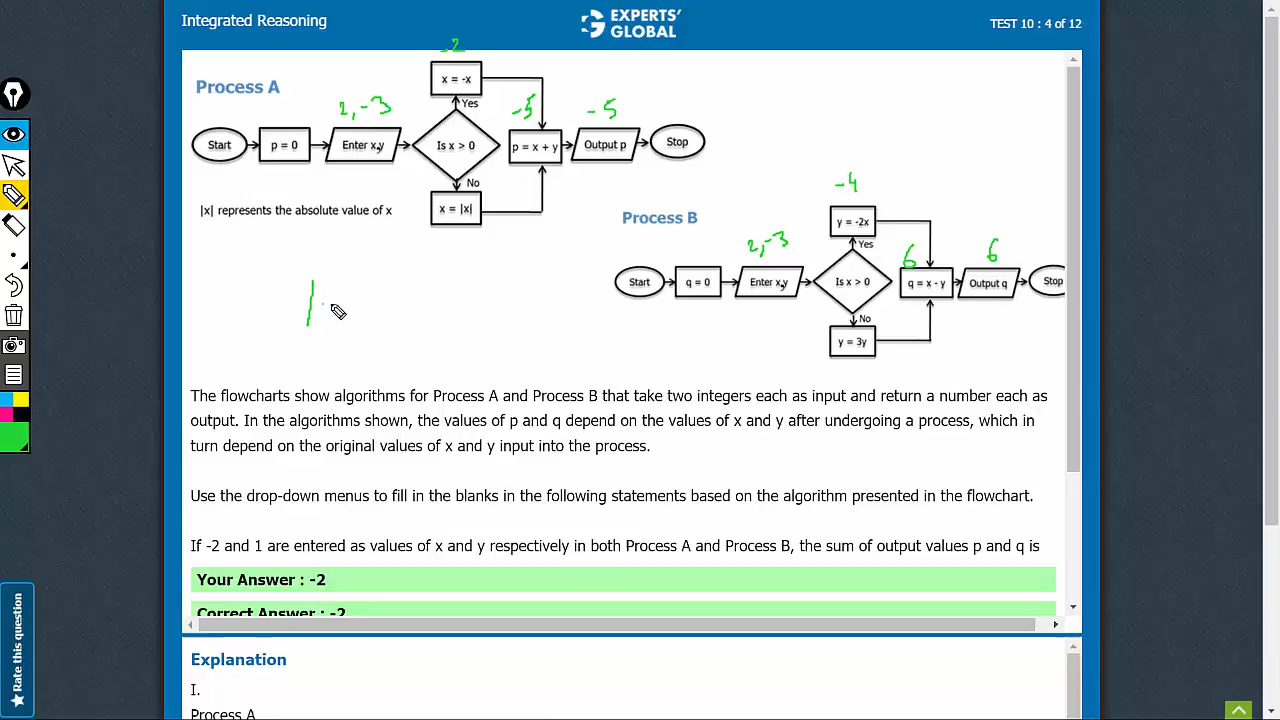 Integrated Reasoning
EXPERTS'
GLOBAL
TEST 10 : 4 of 12
-2
Process A
x = -x
Yes
2, -3
-5
-5
Start
p = 0
Enter x,y
Is x > 0
p = x + y
Output p
Stop
No
x = |x|
|x| represents the absolute value of x
-4
Process B
y = -2x
Yes
2, -3
6
6
Start
q = 0
Enter x,y
Is x > 0
q = x - y
Output q
Stop
No
y = 3y
The flowcharts show algorithms for Process A and Process B that take two integers each as input and return a number each as
output. In the algorithms shown, the values of p and q depend on the values of x and y after undergoing a process, which in
turn depend on the original values of x and y input into the process.
Use the drop-down menus to fill in the blanks in the following statements based on the algorithm presented in the flowchart.
If -2 and 1 are entered as values of x and y respectively in both Process A and Process B, the sum of output values p and q is
Your Answer : -2
Correct Answer : -2
Explanation
I.
Process A
Rate this question